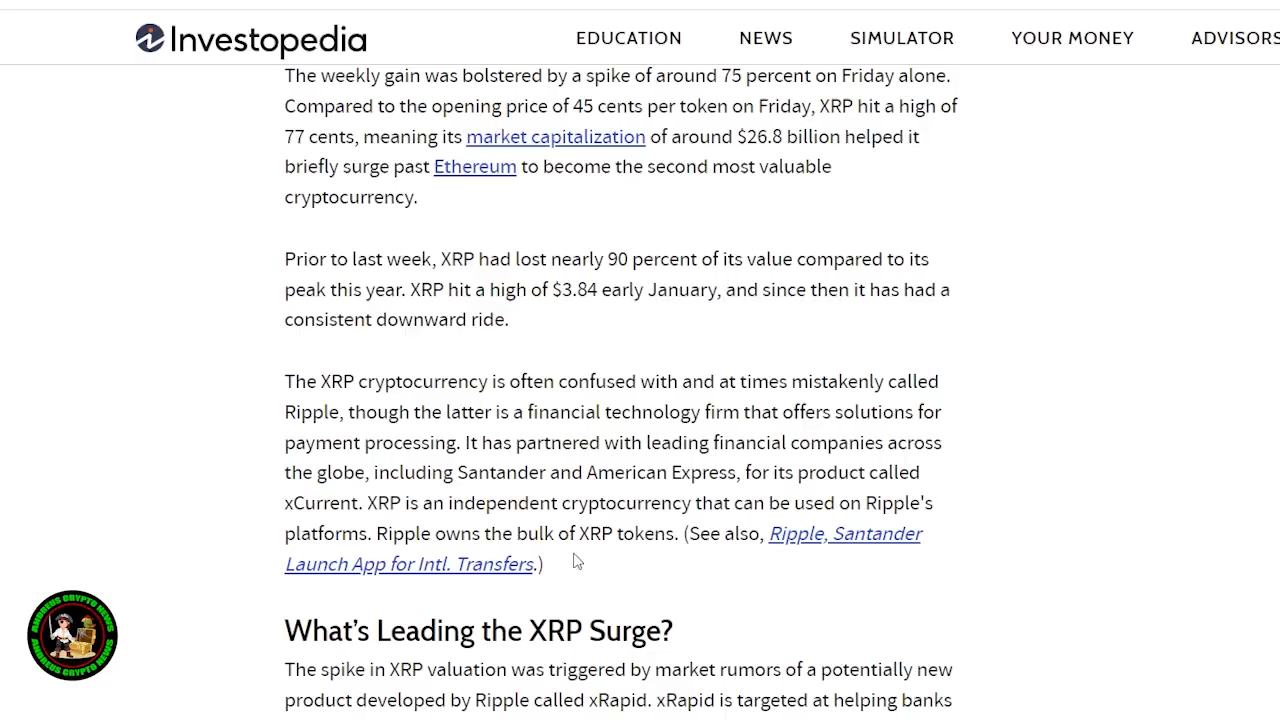 Investopedia
EDUCATION NEWS SIMULATOR YOUR MONEY ADVISORS
The weekly gain was bolstered by a spike of around 75 percent on Friday alone.
Compared to the opening price of 45 cents per token on Friday, XRP hit a high of
77 cents, meaning its market capitalization of around $26.8 billion helped it
briefly surge past Ethereum to become the second most valuable
cryptocurrency.
Prior to last week, XRP had lost nearly 90 percent of its value compared to its
peak this year. XRP hit a high of $3.84 early January, and since then it has had a
consistent downward ride.
The XRP cryptocurrency is often confused with and at times mistakenly called
Ripple, though the latter is a financial technology firm that offers solutions for
payment processing. It has partnered with leading financial companies across
the globe, including Santander and American Express, for its product called
xCurrent. XRP is an independent cryptocurrency that can be used on Ripple's
platforms. Ripple owns the bulk of XRP tokens. (See also, Ripple, Santander
Launch App for Intl. Transfers.)
ANDREUS CRYPTO NEWS
ANDREUS CRYPTO NEWS
What's Leading the XRP Surge?
The spike in XRP valuation was triggered by market rumors of a potentially new
product developed by Ripple called xRapid. xRapid is targeted at helping banks